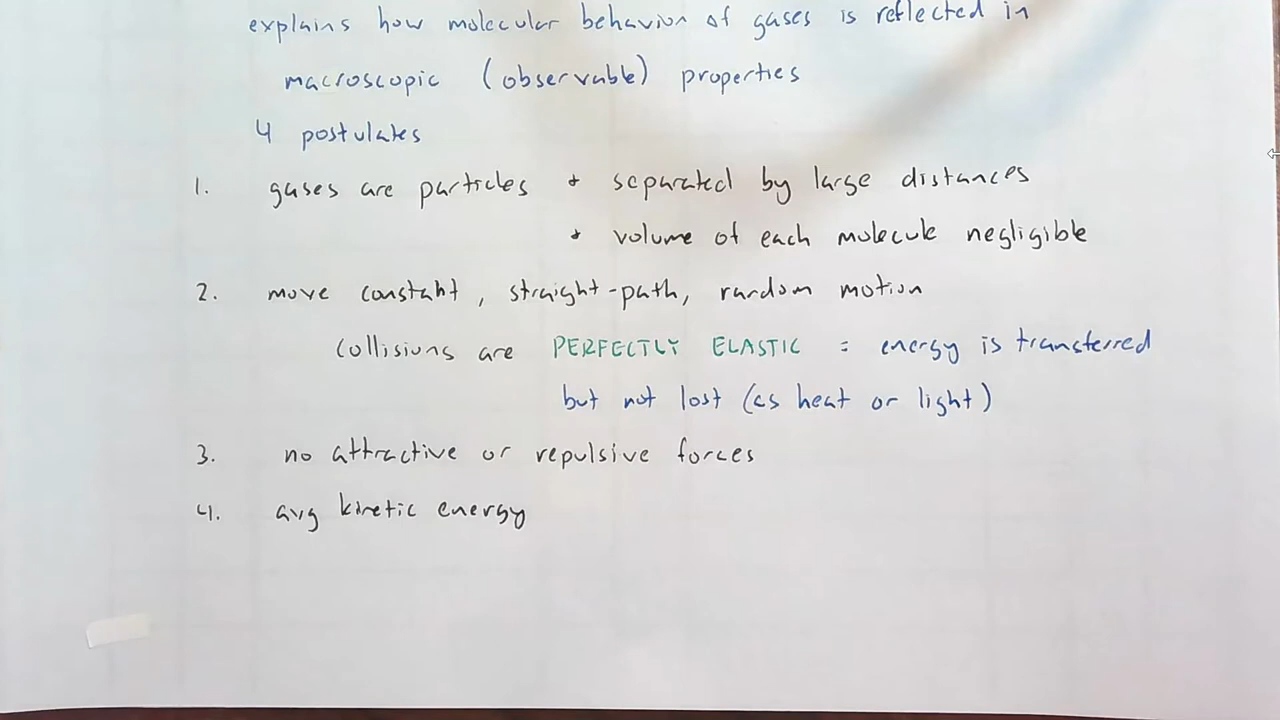 explains how molecular behavior of gases is reflected in
macroscopic (observable) properties
4 postulates
1. gases are particles + separated by large distances
+ volume of each molecule negligible
2. move constant, straight-path, random motion
collisions are PERFECTLY ELASTIC = energy is transferred
but not lost (as heat or light)
3. no attractive or repulsive forces
4. avg kinetic energy